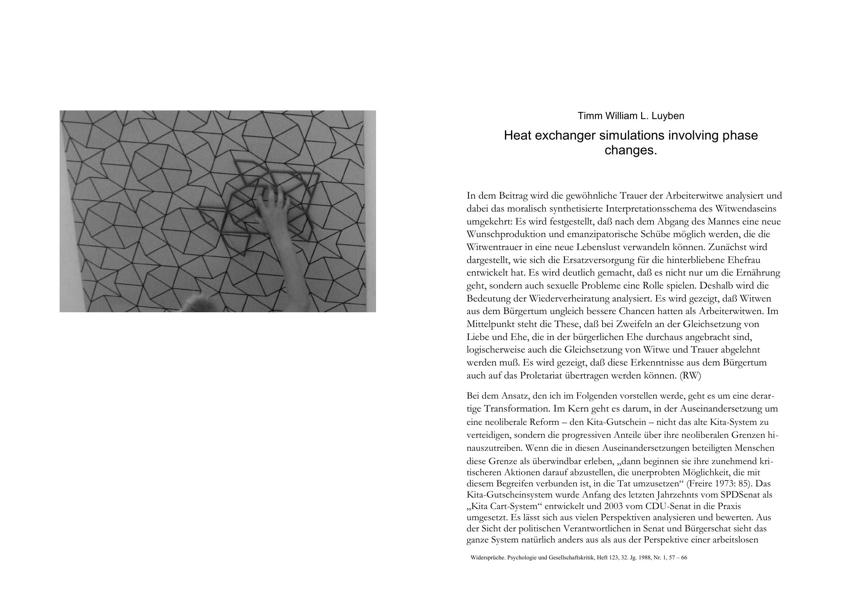 Timm William L. Luyben
Heat exchanger simulations involving phase
changes.
In dem Beitrag wird die gewöhnliche Trauer der Arbeiterwitwe analysiert und
dabei das moralisch synthetisierte Interpretationsschema des Witwendaseins
umgekehrt: Es wird festgestellt, daß nach dem Abgang des Mannes eine neue
Wunschproduktion und emanzipatorische Schübe möglich werden, die die
Witwentrauer in eine neue Lebenslust verwandeln können. Zunächst wird
dargestellt, wie sich die Ersatzversorgung für die hinterbliebene Ehefrau
entwickelt hat. Es wird deutlich gemacht, daß es nicht nur um die Ernährung
geht, sondern auch sexuelle Probleme eine Rolle spielen. Deshalb wird die
Bedeutung der Wiederverheiratung analysiert. Es wird gezeigt, daß Witwen
aus dem Bürgertum ungleich bessere Chancen hatten als Arbeiterwitwen. Im
Mittelpunkt steht die These, daß bei Zweifeln an der Gleichsetzung von
Liebe und Ehe, die in der bürgerlichen Ehe durchaus angebracht sind,
logischerweise auch die Gleichsetzung von Witwe und Trauer abgelehnt
werden muß. Es wird gezeigt, daß diese Erkenntnisse aus dem Bürgertum
auch auf das Proletariat übertragen werden können. (RW)
Bei dem Ansatz, den ich im Folgenden vorstellen werde, geht es um eine derar-
tige Transformation. Im Kern geht es darum, in der Auseinandersetzung um
eine neoliberale Reform – den Kita-Gutschein – nicht das alte Kita-System zu
verteidigen, sondern die progressiven Anteile über ihre neoliberalen Grenzen hi-
nauszutreiben. Wenn die in diesen Auseinandersetzungen beteiligten Menschen
diese Grenze als überwindbar erleben, „dann beginnen sie ihre zunehmend kri-
tischeren Aktionen darauf abzustellen, die unerprobten Möglichkeit, die mit
diesem Begreifen verbunden ist, in die Tat umzusetzen“ (Freire 1973: 85). Das
Kita-Gutscheinsystem wurde Anfang des letzten Jahrzehnts vom SPDSenat als
„Kita Cart-System“ entwickelt und 2003 vom CDU-Senat in die Praxis
umgesetzt. Es lässt sich aus vielen Perspektiven analysieren und bewerten. Aus
der Sicht der politischen Verantwortlichen in Senat und Bürgerschat sieht das
ganze System natürlich anders aus als aus der Perspektive einer arbeitslosen
Widersprüche. Psychologie und Gesellschaftskritik, Heft 123, 32. Jg. 1988, Nr. 1, 57 – 66